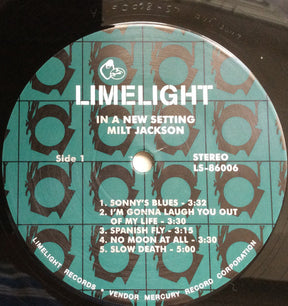 LIMELIGHT
IN A NEW SETTING
MILT JACKSON
Side 1
STEREO
LS-86006
1. SONNY'S BLUES - 3:32
2. I'M GONNA LAUGH YOU OUT
OF MY LIFE - 3:30
3. SPANISH FLY - 3:15
4. NO MOON AT ALL - 3:30
5. SLOW DEATH - 5:00
LIMELIGHT RECORDS • VENDOR MERCURY RECORD CORPORATION